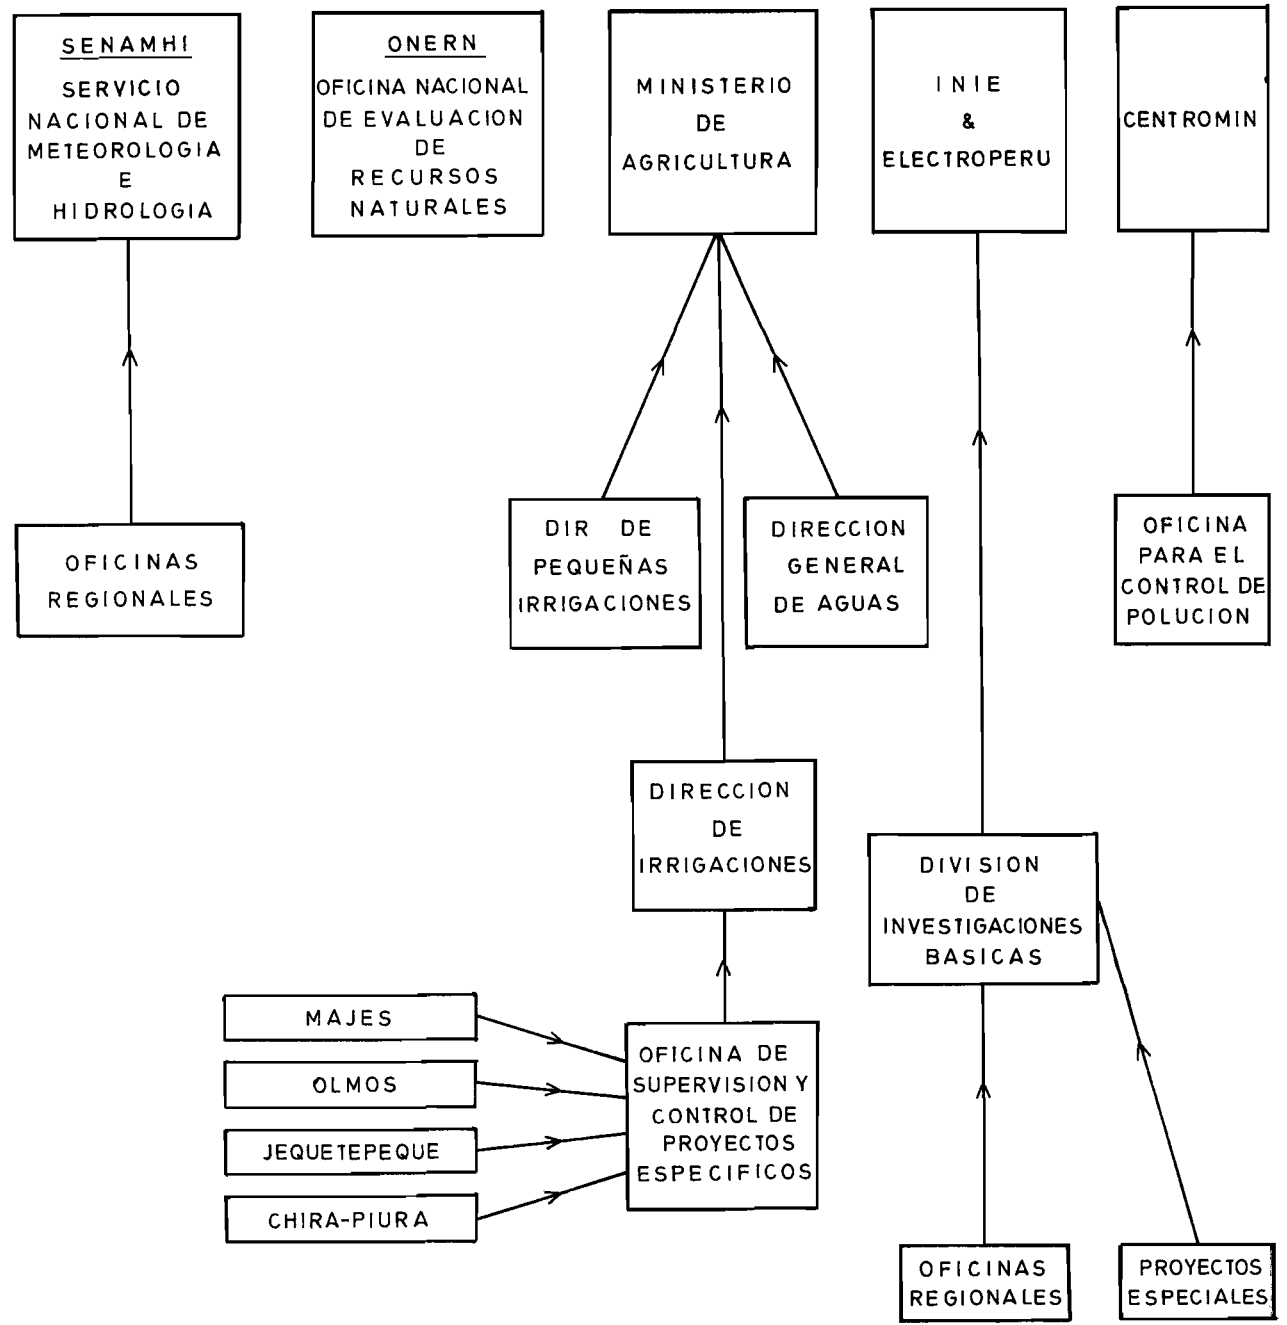 SENAMHI
SERVICIO
NACIONAL DE
METEOROLOGIA
E
HIDROLOGIA
ONERN
OFICINA NACIONAL
DE EVALUACION
DE
RECURSOS
NATURALES
MINISTERIO
DE
AGRICULTURA
INIE
&
ELECTROPERU
CENTROMIN
OFICINAS
REGIONALES
DIR DE
PEQUEÑAS
IRRIGACIONES
DIRECCION
GENERAL
DE AGUAS
OFICINA
PARA EL
CONTROL DE
POLUCION
DIRECCION
DE
IRRIGACIONES
DIVISION
DE
INVESTIGACIONES
BASICAS
MAJES
OLMOS
JEQUETEPEQUE
CHIRA-PIURA
OFICINA DE
SUPERVISION Y
CONTROL DE
PROYECTOS
ESPECIFICOS
OFICINAS
REGIONALES
PROYECTOS
ESPECIALES